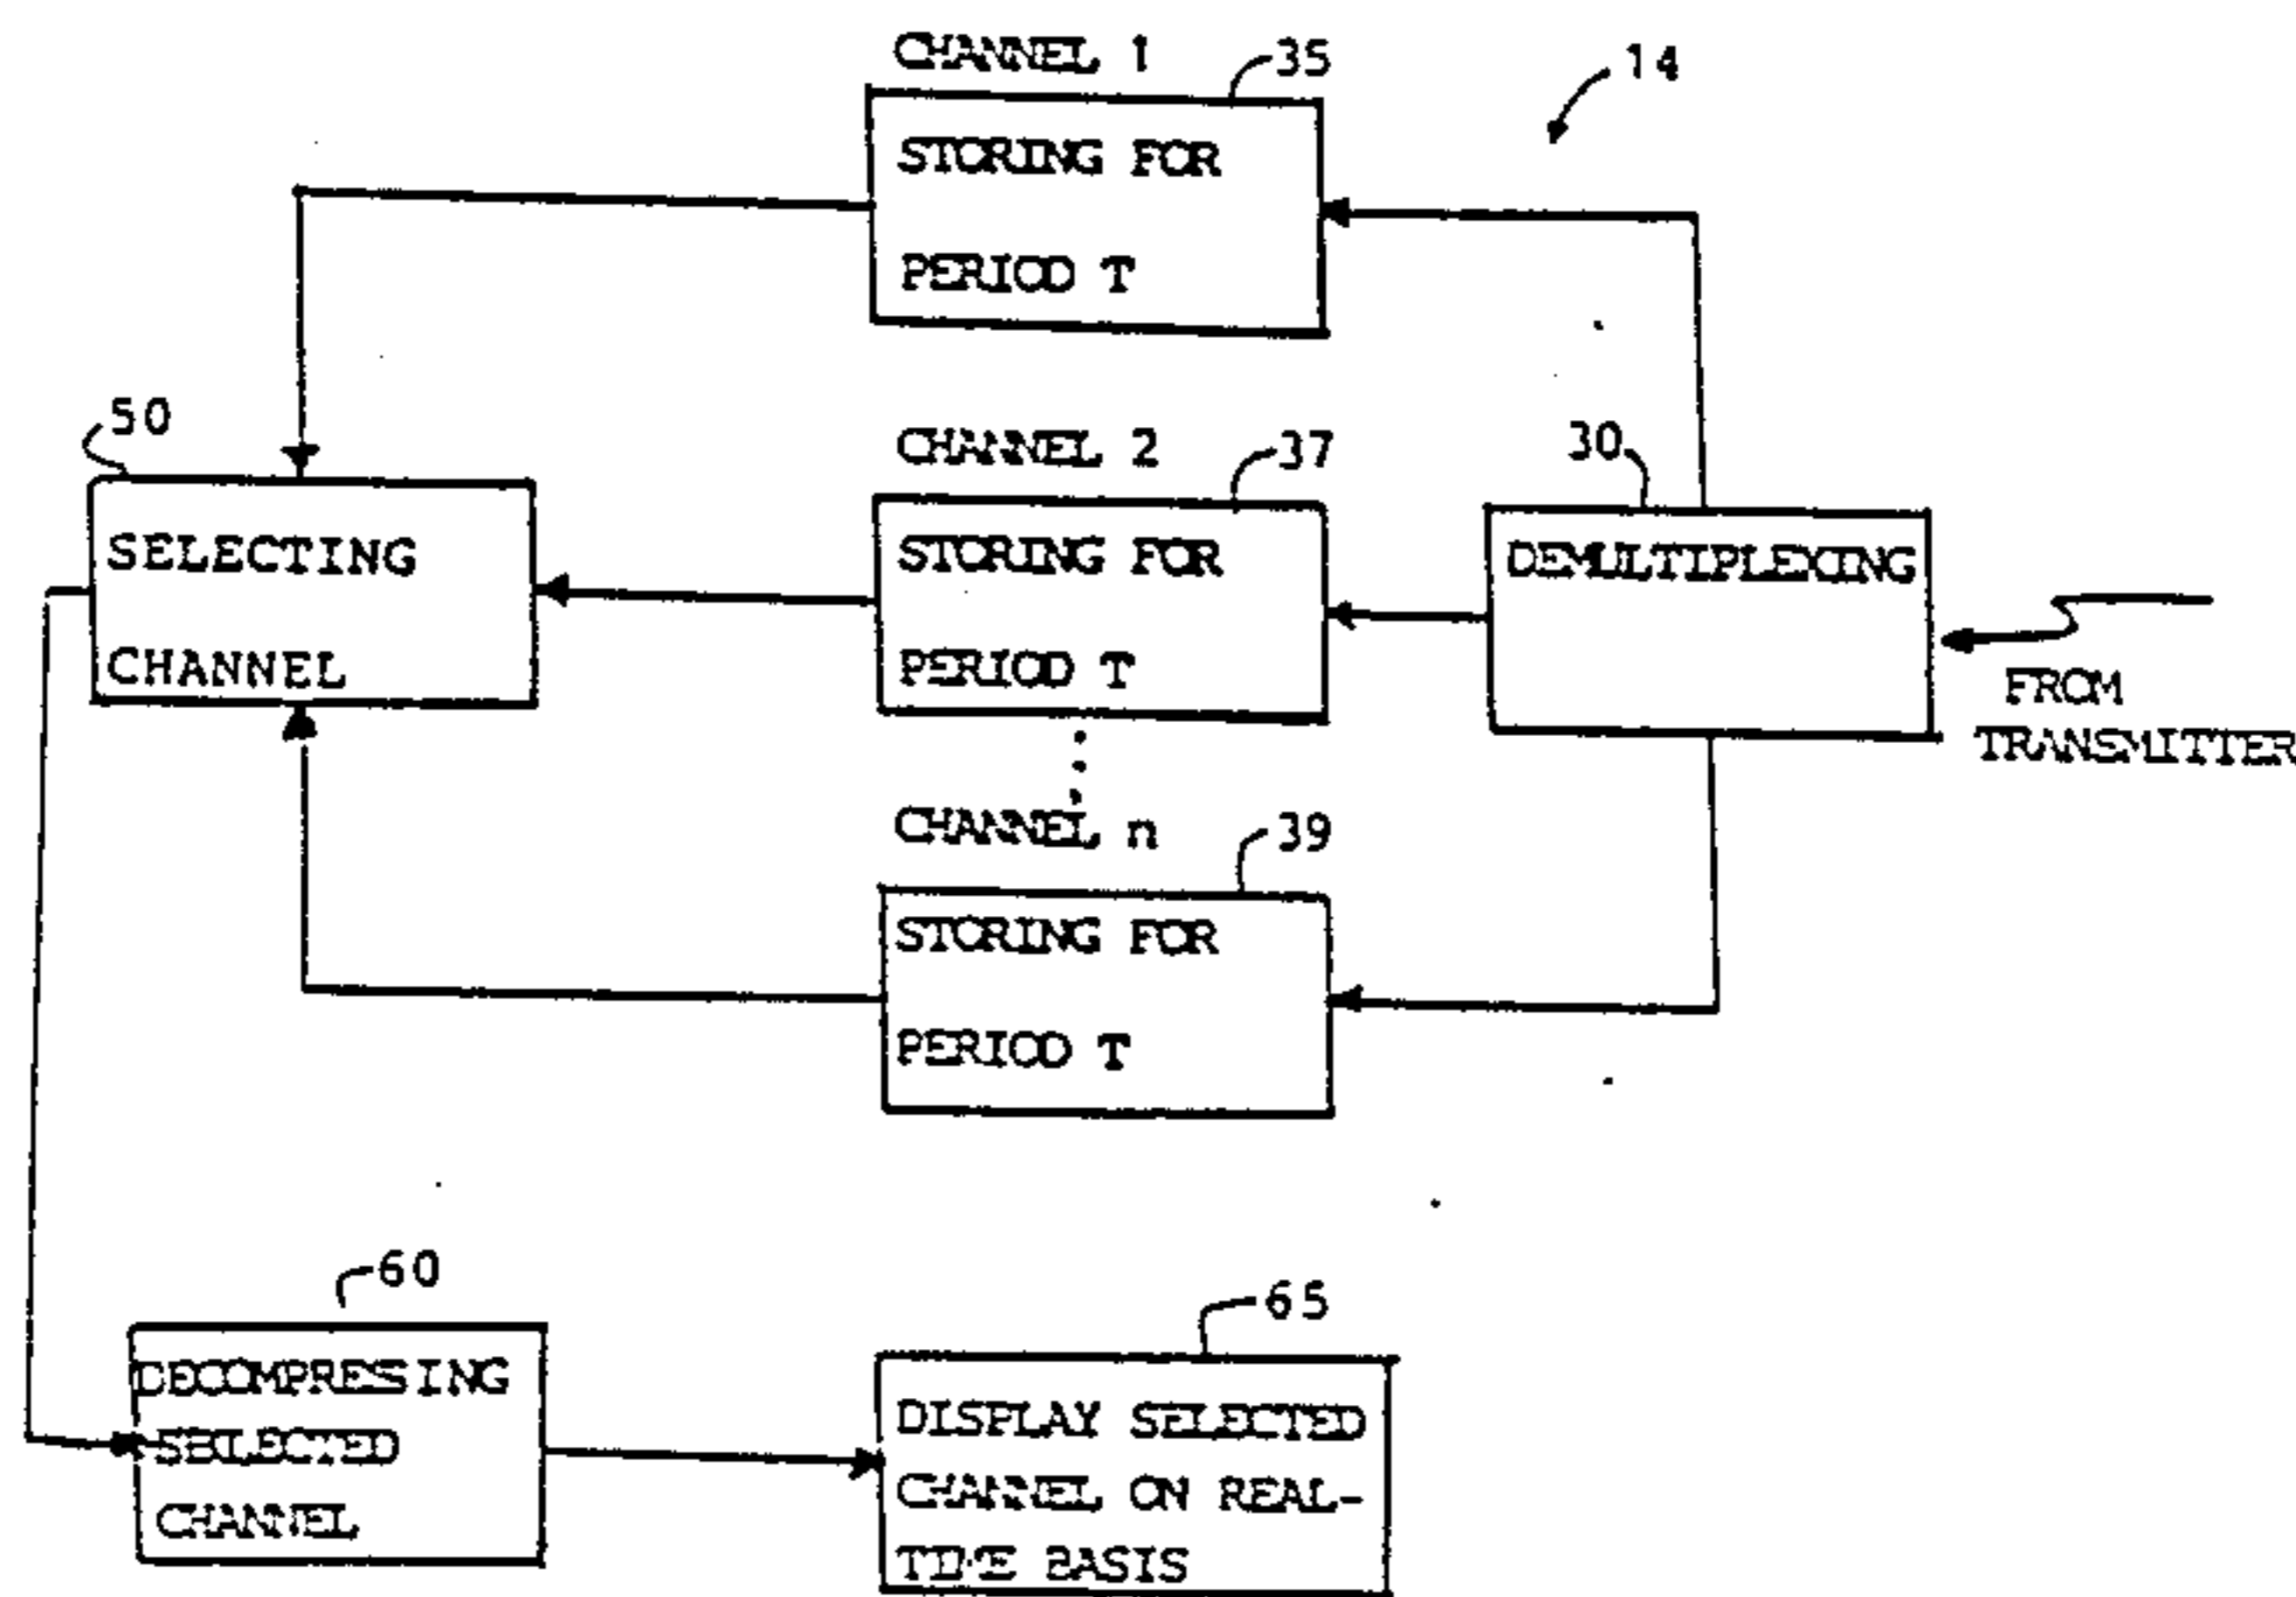 CHANNEL 1
35
14
STORING FOR
PERIOD T
50
SELECTING
CHANNEL
CHANNEL 2
37
STORING FOR
PERIOD T
30
DEMULTIPLEXING
FROM
TRANSMITTER
CHANNEL n
39
STORING FOR
PERIOD T
60
DECOMPRESSING
SELECTED
CHANNEL
65
DISPLAY SELECTED
CHANNEL ON REAL-
TIME BASIS